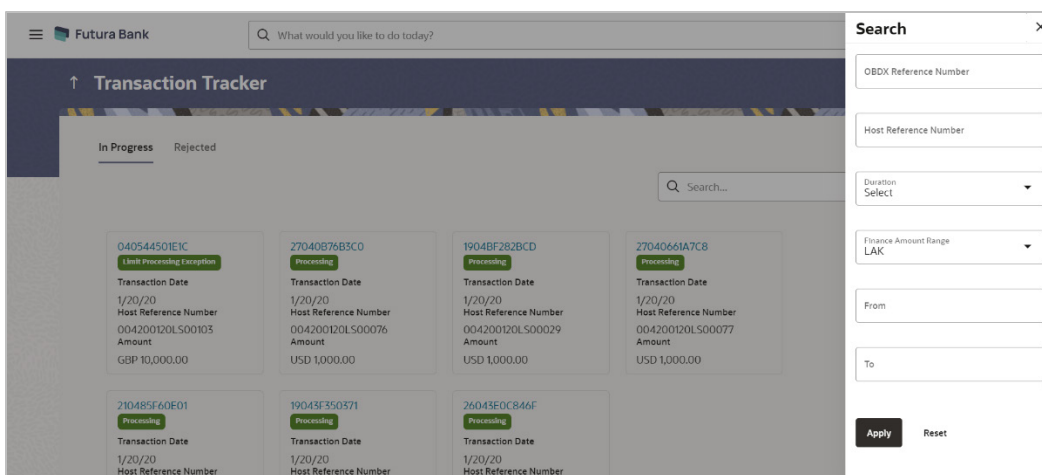 Futura Bank
What would you like to do today?
Transaction Tracker
In Progress Rejected
Search...
040544501E1C 27040B76B3C0 1904BF282BCD 27040661A7C8
Limit Processing Exception Processing Processing Processing
Transaction Date Transaction Date Transaction Date Transaction Date
1/20/20 1/20/20 1/20/20 1/20/20
Host Reference Number Host Reference Number Host Reference Number Host Reference Number
004200120LS00103 004200120LS00076 004200120LS00029 004200120LS00077
Amount Amount Amount Amount
GBP 10,000.00 USD 1,000.00 USD 1,000.00 USD 1,000.00
210485F60E01 19043F350371 26043E0C846F
Processing Processing Processing
Transaction Date Transaction Date Transaction Date
1/20/20 1/20/20 1/20/20
Host Reference Number Host Reference Number Host Reference Number
Search
OBDX Reference Number
Host Reference Number
Duration
Select
Finance Amount Range
LAK
From
To
Apply Reset